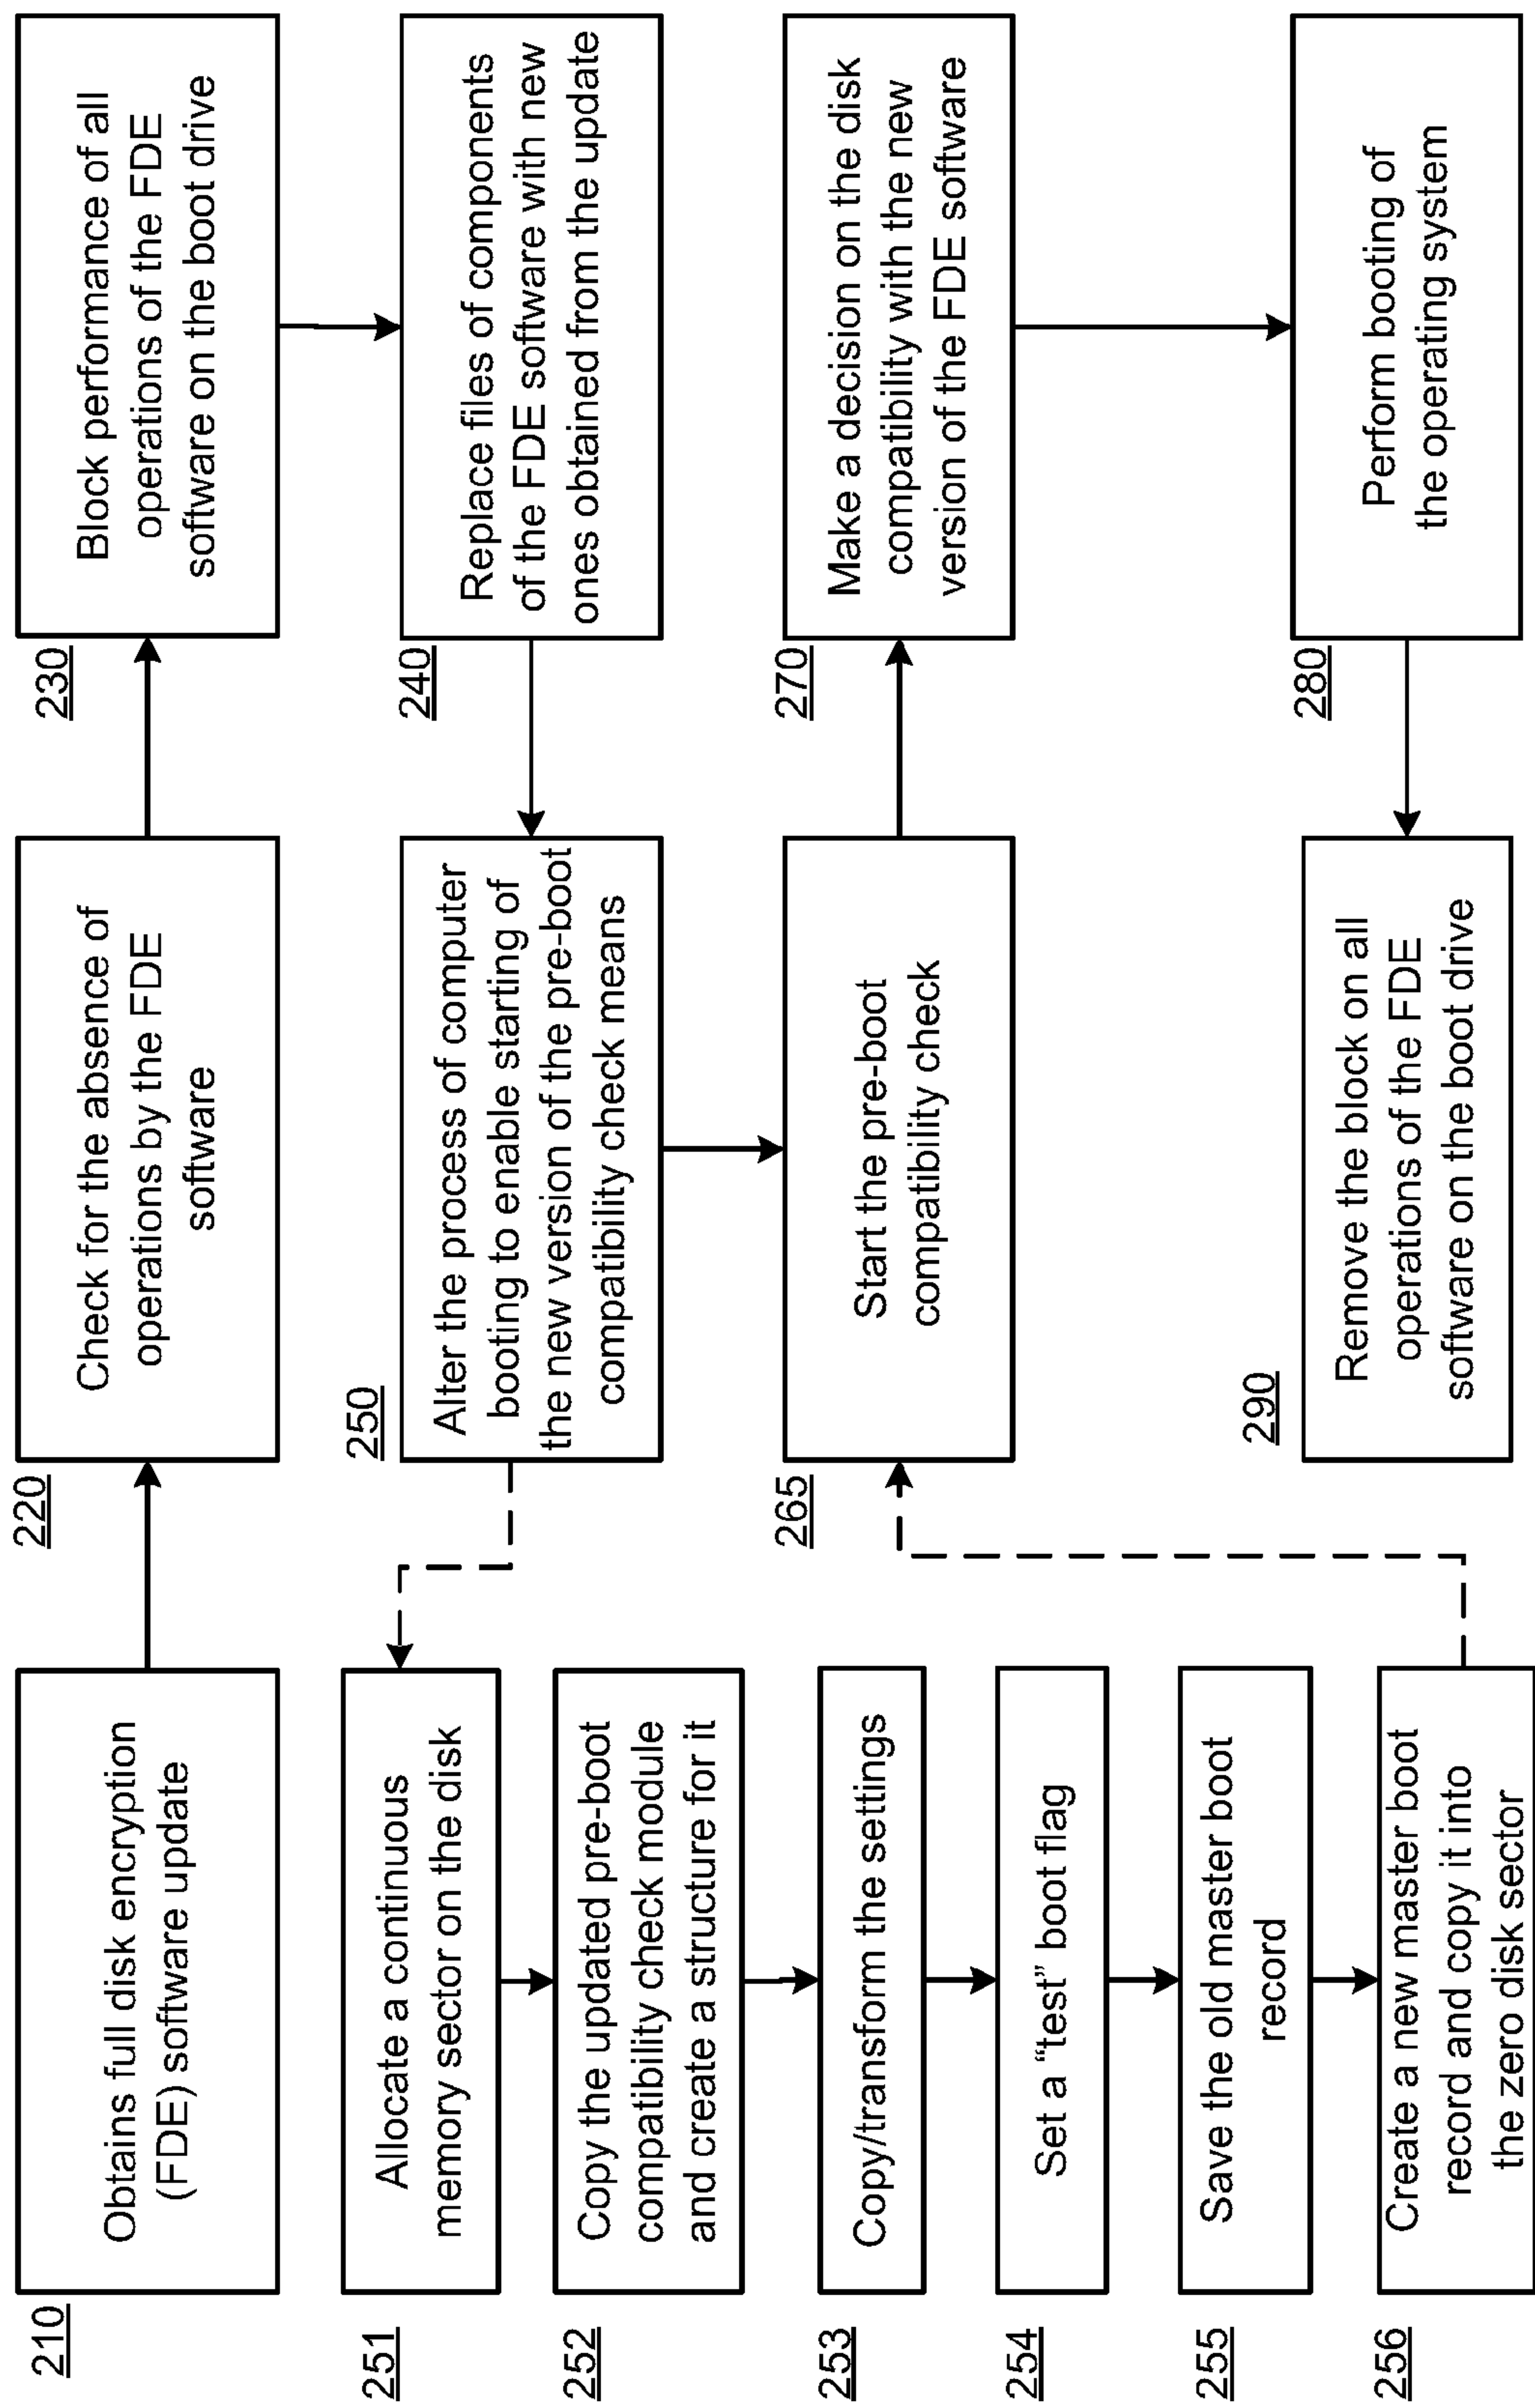 210
Obtains full disk encryption
(FDE) software update
220
Check for the absence of
operations by the FDE
software
230
Block performance of all
operations of the FDE
software on the boot drive
240
Replace files of components
of the FDE software with new
ones obtained from the update
250
Alter the process of computer
booting to enable starting of
the new version of the pre-boot
compatibility check means
251
Allocate a continuous
memory sector on the disk
252
Copy the updated pre-boot
compatibility check module
and create a structure for it
253
Copy/transform the settings
254
Set a “test” boot flag
255
Save the old master boot
record
256
Create a new master boot
record and copy it into
the zero disk sector
265
Start the pre-boot
compatibility check
270
Make a decision on the disk
compatibility with the new
version of the FDE software
280
Perform booting of
the operating system
290
Remove the block on all
operations of the FDE
software on the boot drive